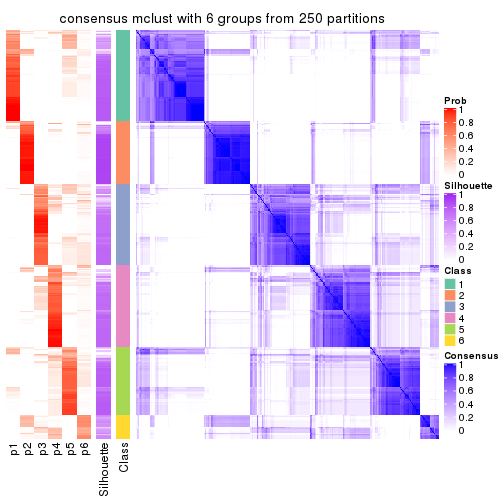 consensus mclust with 6 groups from 250 partitions
Prob
1
0.8
0.6
0.4
0.2
0
Silhouette
1
0.8
0.6
0.4
0.2
0
Class
1
2
3
4
5
6
Consensus
1
0.8
0.6
0.4
0.2
0
p1
p2
p3
p4
p5
p6
Silhouette
Class